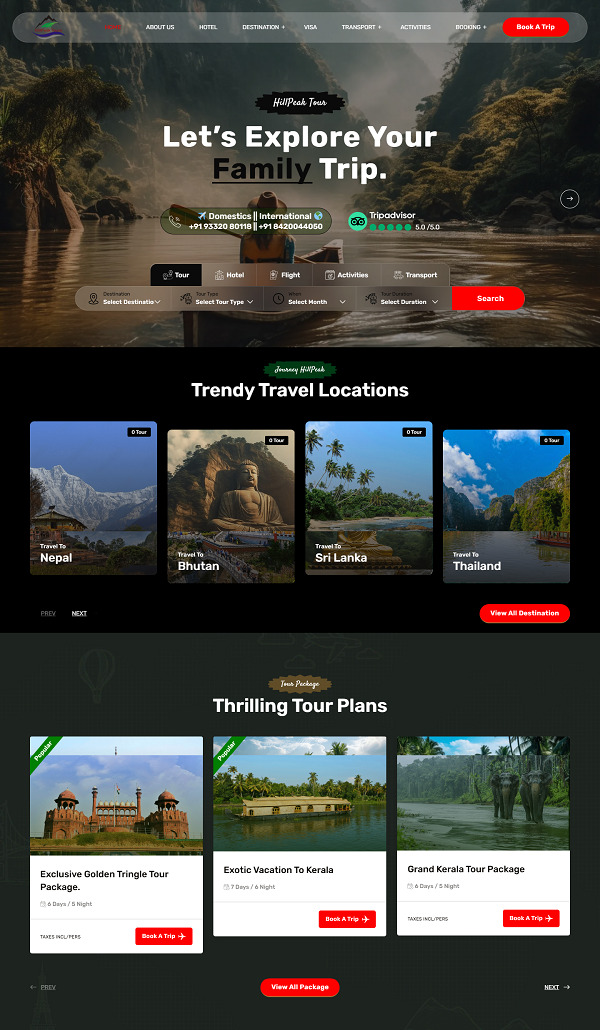 HOME
ABOUT US
HOTEL
DESTINATION +
VISA
TRANSPORT +
ACTIVITIES
BOOKING +
Book A Trip
HillPeak Tour
Let's Explore Your
Family Trip.
Domestics || International
+91 93320 80118 || +91 8420044050
Tripadvisor
5.0 /5.0
Tour
Hotel
Flight
Activities
Transport
Destination
Select Destinatio
Tour Type
Select Tour Type
When
Select Month
Tour Duration
Select Duration
Search
Journey HillPeak
Trendy Travel Locations
0 Tour
Travel To
Nepal
0 Tour
Travel To
Bhutan
0 Tour
Travel To
Sri Lanka
0 Tour
Travel To
Thailand
PREV
NEXT
View All Destination
Tour Package
Thrilling Tour Plans
Popular
Exclusive Golden Tringle Tour
Package.
6 Days / 5 Night
TAXES INCL/PERS
Book A Trip
Popular
Exotic Vacation To Kerala
7 Days / 6 Night
Book A Trip
Grand Kerala Tour Package
6 Days / 5 Night
TAXES INCL/PERS
Book A Trip
PREV
View All Package
NEXT